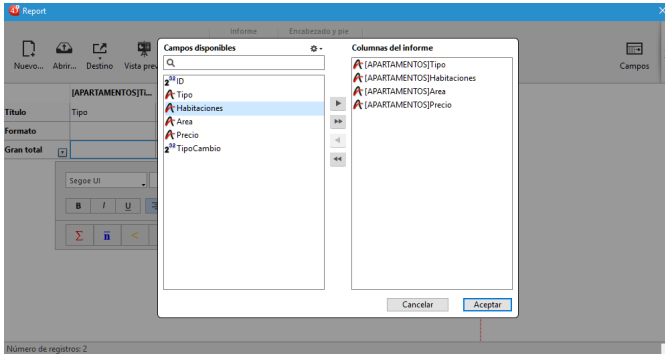 Report
Informe
Encabezado y pie
Nuevo...
Abrir...
Destino
Vista prev
Campos
Campos disponibles
2³²ID
Tipo
Habitaciones
Area
Precio
2³²TipoCambio
Columnas del informe
[APARTAMENTOS]Tipo
[APARTAMENTOS]Habitaciones
[APARTAMENTOS]Area
[APARTAMENTOS]Precio
[APARTAMENTOS]Ti...
Título
Tipo
Formato
Gran total
Segoe UI
B I U
Σ n <
Cancelar
Aceptar
Número de registros: 2